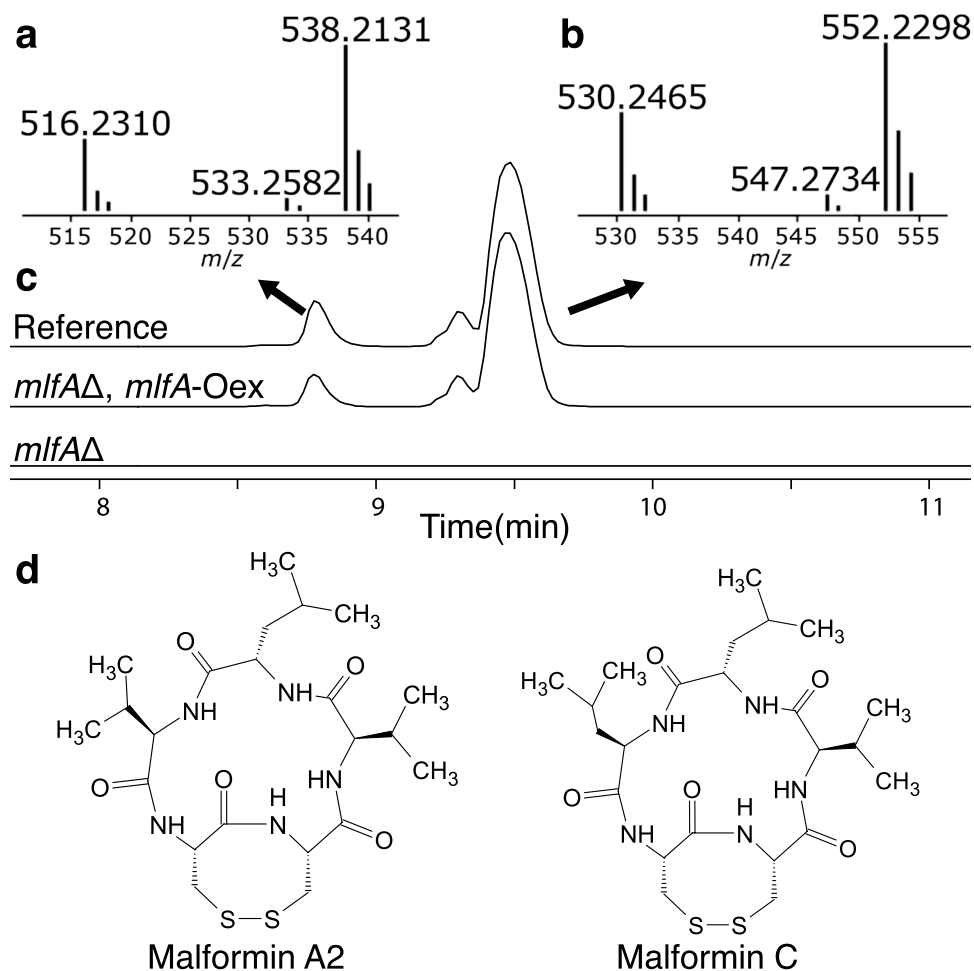 a
538.2131
516.2310
533.2582
515 520 525 530 535 540
m/z
b
552.2298
530.2465
547.2734
530 535 540 545 550 555
m/z
c
Reference
mlfAΔ, mlfA-Oex
mlfAΔ
8 9 10 11
Time(min)
d
H₃C
CH₃
O
O
H₃C
NH
CH₃
NH
H₃C
CH₃
O
O
H
HN
NH
N
O
S S
Malformin A2
H₃C
CH₃
O
CH₃
H₃C
O
NH
CH₃
NH
CH₃
O
O
H
HN
NH
N
O
S S
Malformin C